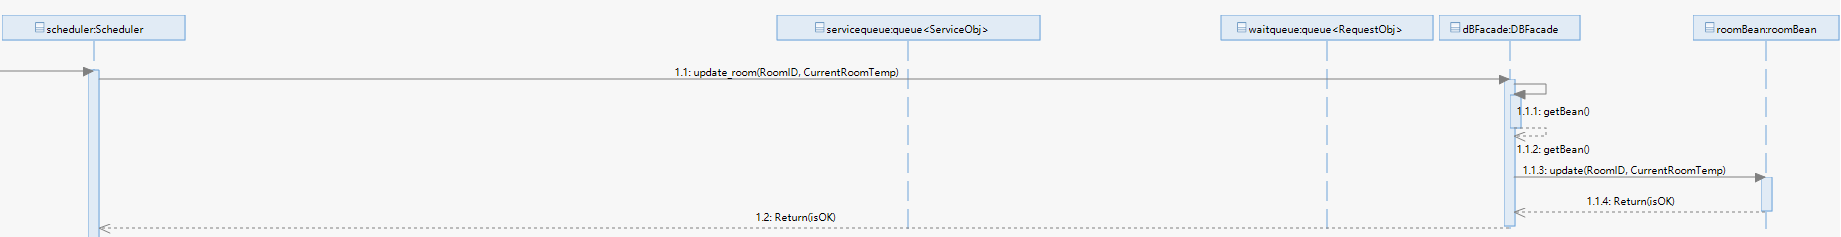 scheduler:Scheduler
servicequeue:queue<ServiceObj>
waitqueue:queue<RequestObj>
dBFacade:DBFacade
roomBean:roomBean
1.1: update_room(RoomID, CurrentRoomTemp)
1.1.1: getBean()
1.1.2: getBean()
1.1.3: update(RoomID, CurrentRoomTemp)
1.1.4: Return(isOK)
1.2: Return(isOK)